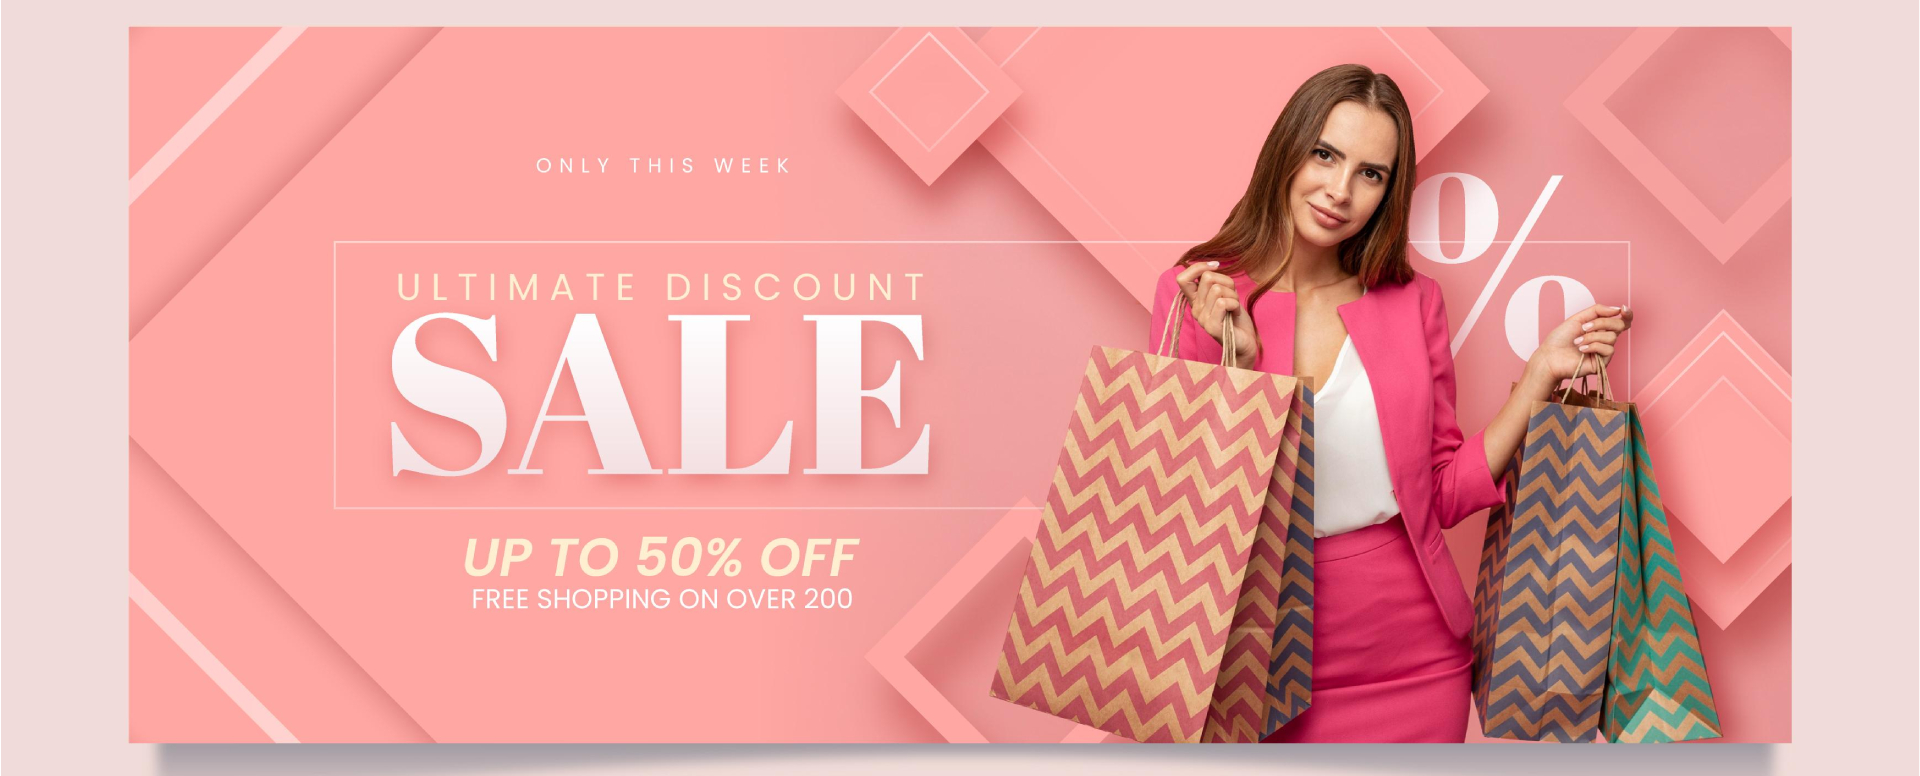 ONLY THIS WEEK
ULTIMATE DISCOUNT
SALE
%
UP TO 50% OFF
FREE SHOPPING ON OVER 200